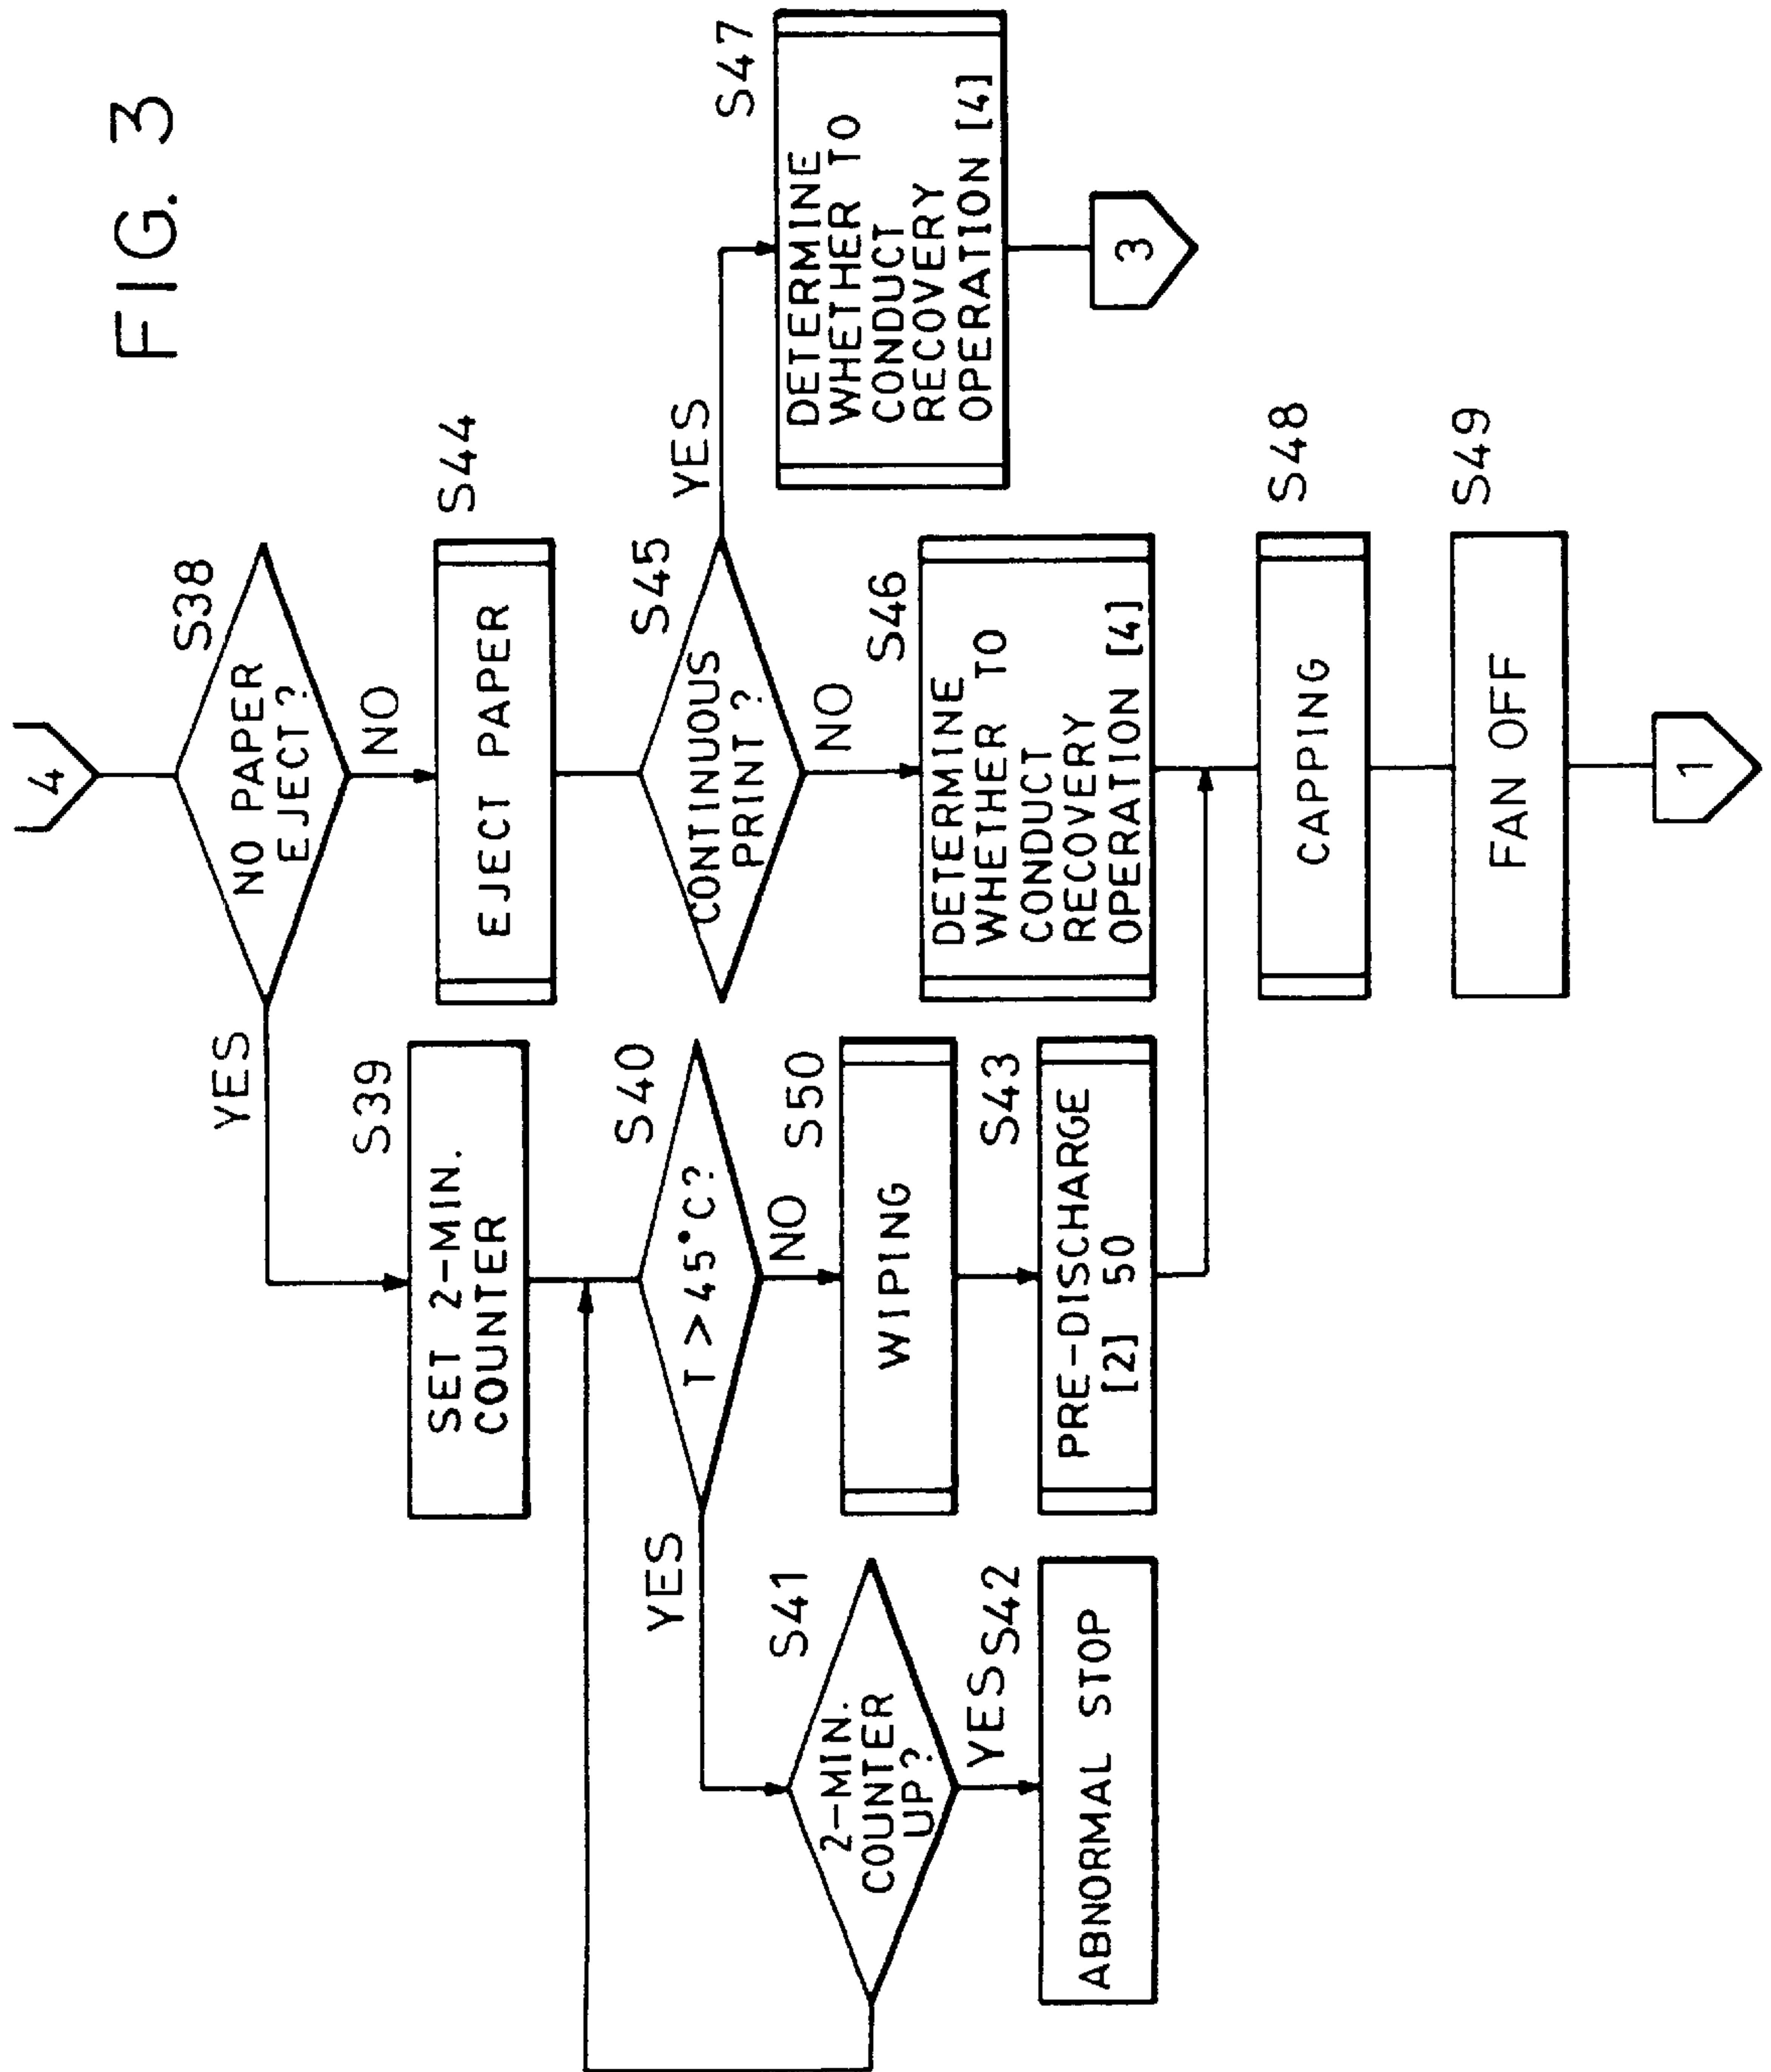 FIG. 3
4
S38
NO PAPER
EJECT?
YES
NO
S39
SET 2-MIN.
COUNTER
S44
EJECT PAPER
S40
T > 45°C?
YES
NO
S45
CONTINUOUS
PRINT?
YES
NO
S41
2-MIN.
COUNTER
UP?
YES
S50
WIPING
S46
DETERMINE
WHETHER TO
CONDUCT
RECOVERY
OPERATION [4]
S47
DETERMINE
WHETHER TO
CONDUCT
RECOVERY
OPERATION [4]
S42
ABNORMAL STOP
S43
PRE-DISCHARGE
[2] 50
3
S48
CAPPING
S49
FAN OFF
1